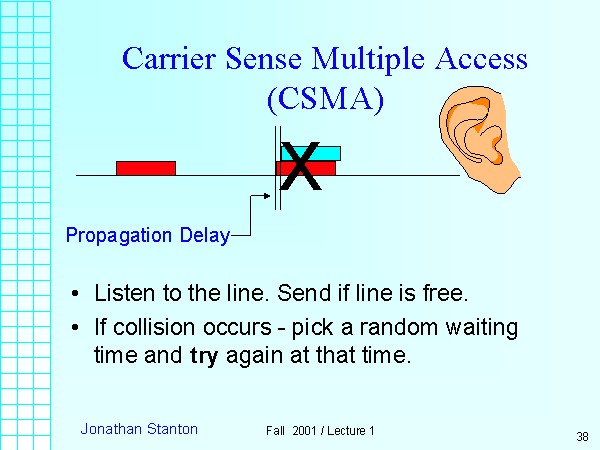 Carrier Sense Multiple Access
(CSMA)
X
Propagation Delay
• Listen to the line. Send if line is free.
• If collision occurs - pick a random waiting
time and try again at that time.
Jonathan Stanton
Fall 2001 / Lecture 1
38